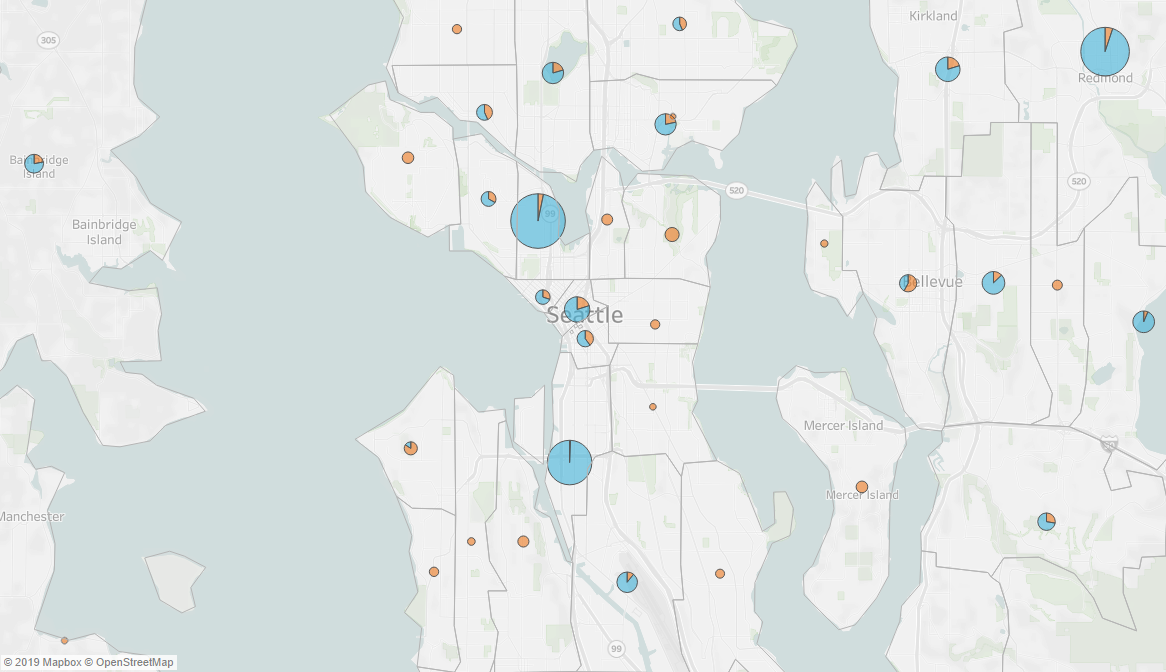 Kirkland
305
Redmond
Bainbridge
Island
520
520
Bainbridge
Island
99
Bellevue
Seattle
Mercer Island
Mercer Island
Manchester
99
© 2019 Mapbox © OpenStreetMap